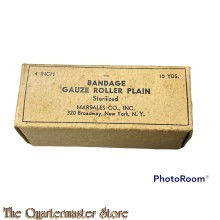 4 INCH 10 YDS.
BANDAGE
GAUZE ROLLER PLAIN
Sterilized
MARSALES CO., INC.
320 Broadway, New York, N. Y.
PhotoRoom
The Quartermaster Store